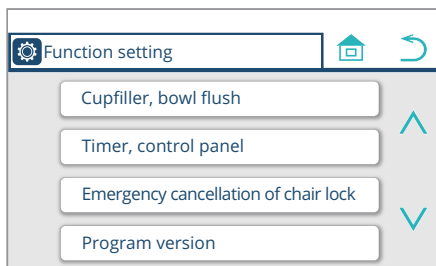 Function setting
Cupfiller, bowl flush
Timer, control panel
Emergency cancellation of chair lock
Program version